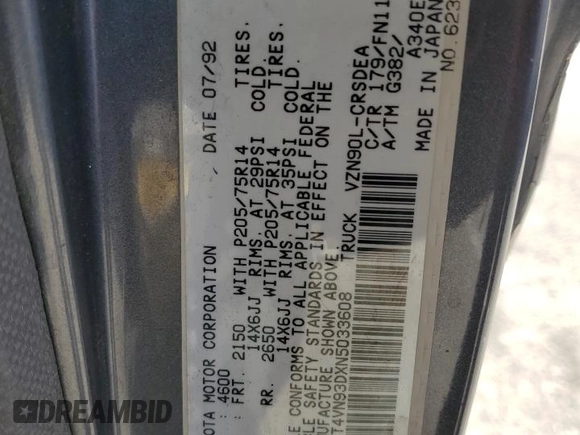 OTA MOTOR CORPORATION DATE 07/92
: 4600
: FRT. 2150 WITH P205/75R14 TIRES.
14X6JJ RIMS. AT 29PSI COLD.
RR. 2650 WITH P205/75R14 TIRES.
14X6JJ RIMS. AT 35PSI COLD.
E CONFORMS TO ALL APPLICABLE FEDERAL
LE SAFETY STANDARDS IN EFFECT ON THE
UFACTURE SHOWN ABOVE.
T4VN93DXN5033608 TRUCK VZN90L-CRSDEA
C/TR 179/FN11
A/TM G382/ A340E
MADE IN JAPAN
NO.623
DEALERREVIEWS.APP